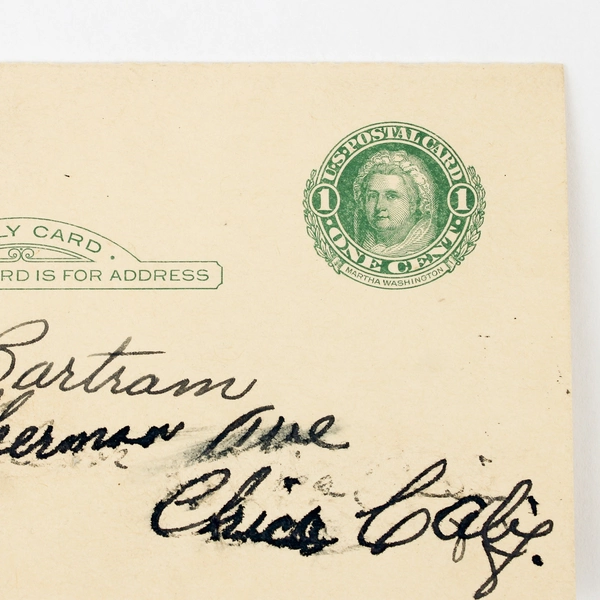 U·S·POSTAL CARD
1 1
·ONE CENT·
MARTHA WASHINGTON
LY CARD.
RD IS FOR ADDRESS
Bartram
herman Ave
Chico Calif.